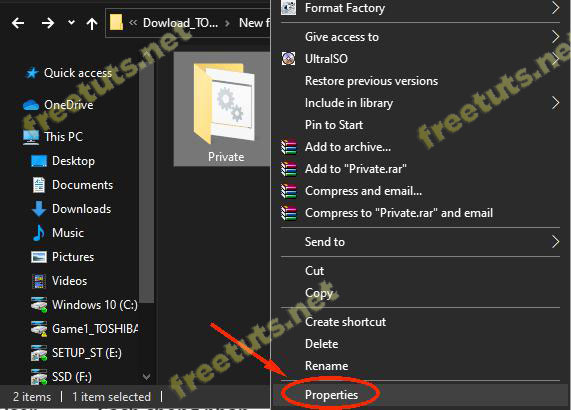 Dowload_TO...
New f
Quick access
OneDrive
This PC
Desktop
Documents
Downloads
Music
Pictures
Videos
Windows 10 (C:)
Game1_TOSHIBA
SETUP_ST (E:)
SSD (F:)
2 items
1 item selected
Private
Format Factory
Give access to
UltraISO
Restore previous versions
Include in library
Pin to Start
Add to archive...
Add to "Private.rar"
Compress and email...
Compress to "Private.rar" and email
Send to
Cut
Copy
Create shortcut
Delete
Rename
Properties
freetuts.net
freetuts.net
freetuts.net